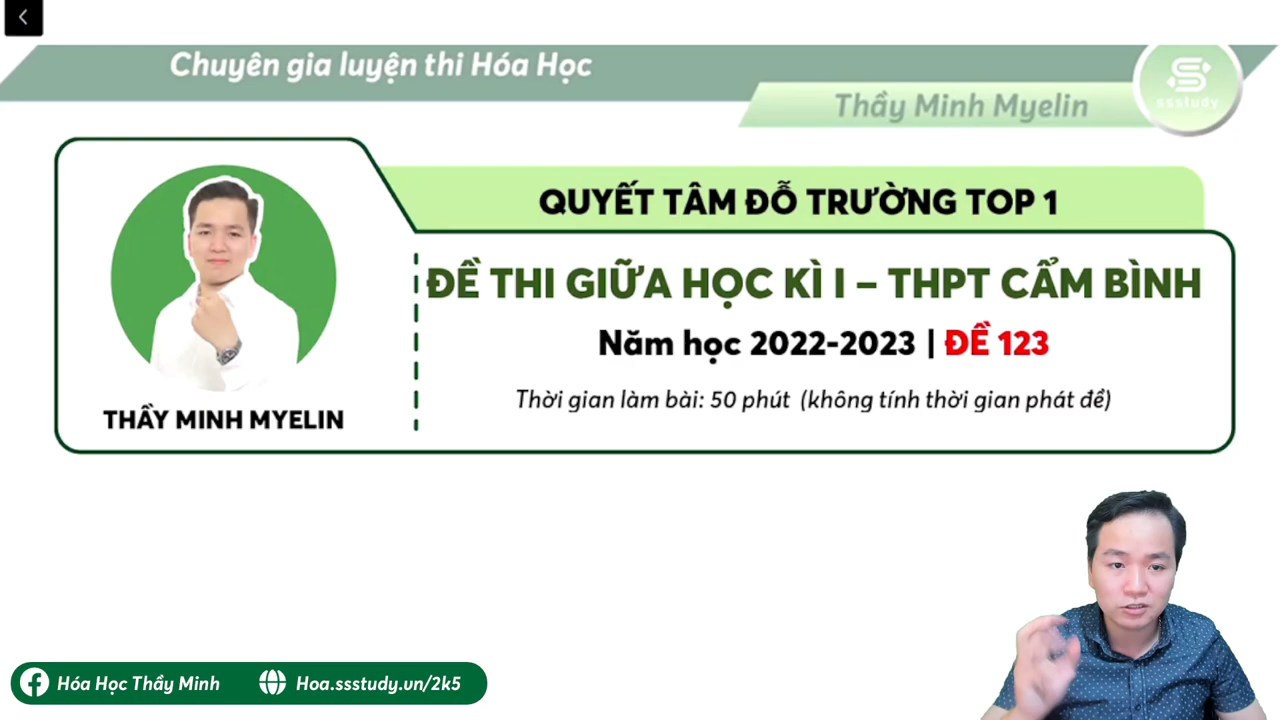 Chuyên gia luyện thi Hóa Học
Thầy Minh Myelin
ssstudy
QUYẾT TÂM ĐỖ TRƯỜNG TOP 1
ĐỀ THI GIỮA HỌC KÌ I – THPT CẨM BÌNH
Năm học 2022-2023 | ĐỀ 123
Thời gian làm bài: 50 phút (không tính thời gian phát đề)
THẦY MINH MYELIN
Hóa Học Thầy Minh
Hoa.ssstudy.vn/2k5